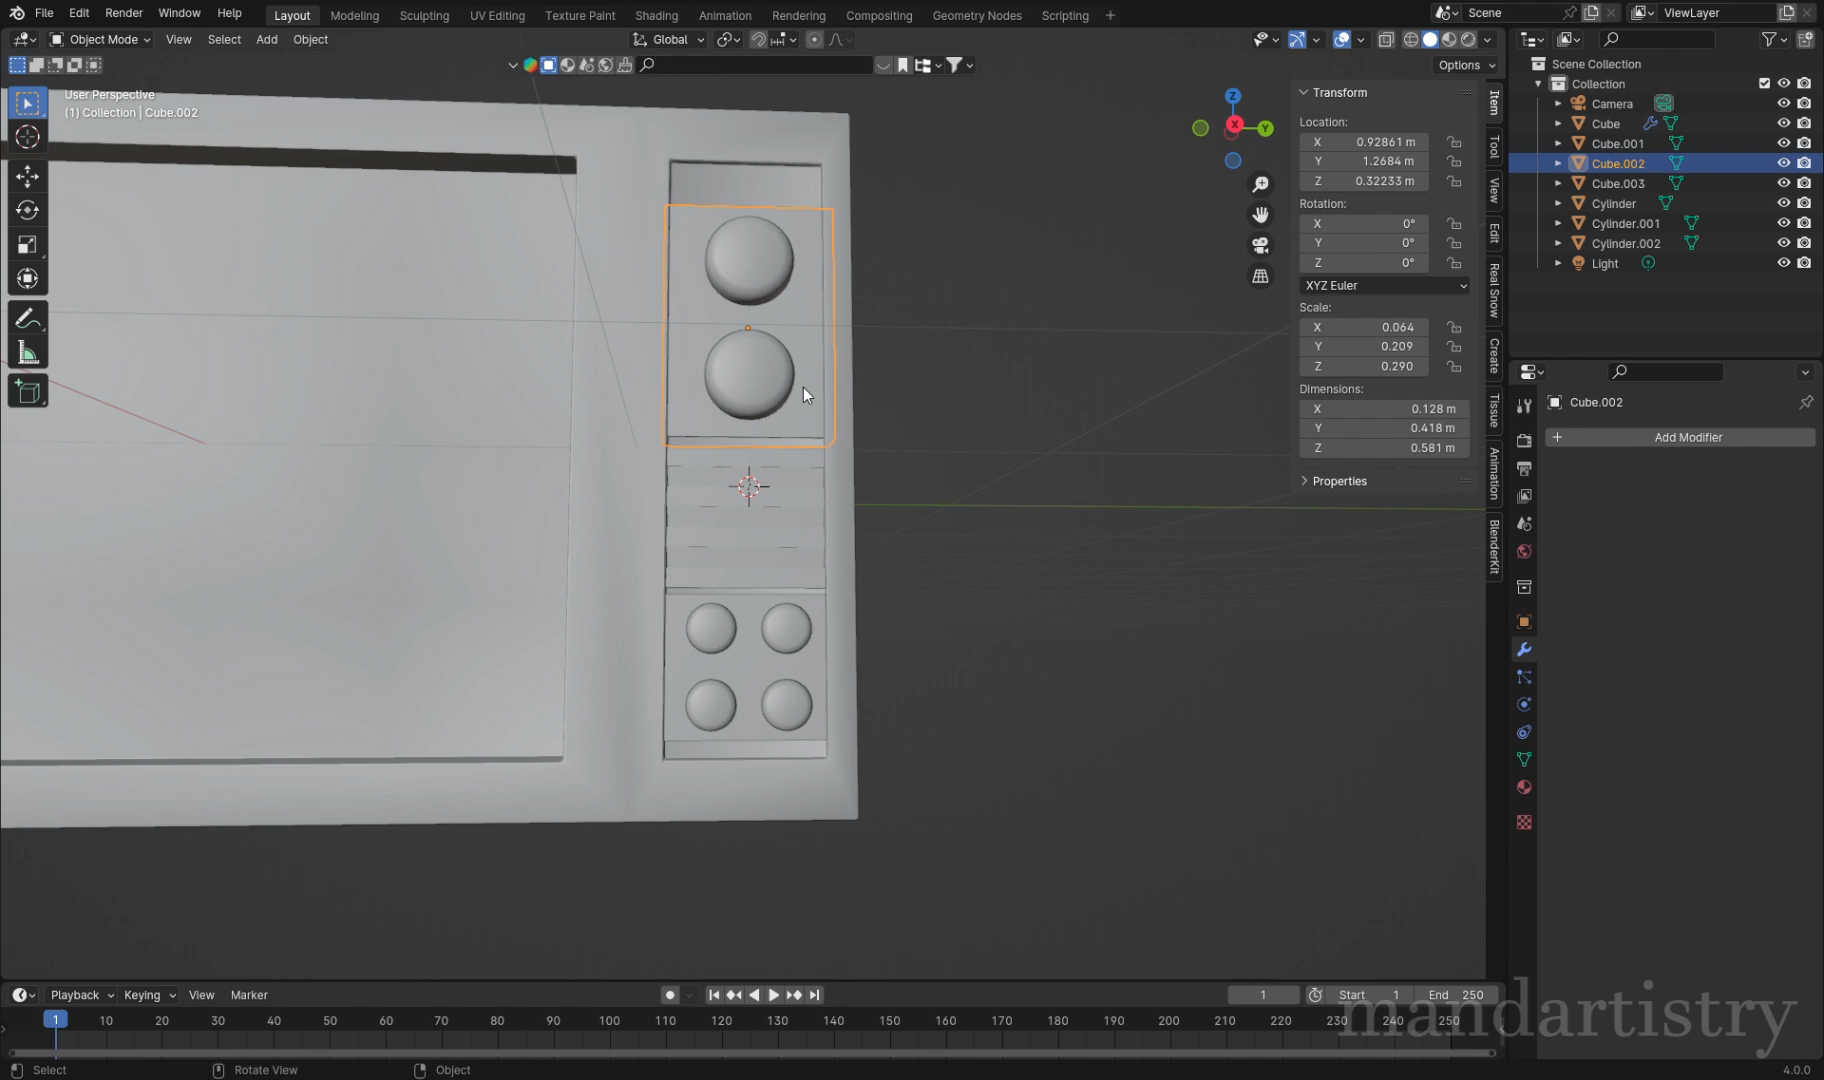 File Edit Render Window Help Layout Modeling Sculpting UV Editing Texture Paint Shading Animation Rendering Compositing Geometry Nodes Scripting + Scene ViewLayer
Object Mode View Select Add Object Global
Options
User Perspective
(1) Collection | Cube.002
Z
Y
X
Transform
Location:
X 0.92861 m
Y 1.2684 m
Z 0.32233 m
Rotation:
X 0°
Y 0°
Z 0°
XYZ Euler
Scale:
X 0.064
Y 0.209
Z 0.290
Dimensions:
X 0.128 m
Y 0.418 m
Z 0.581 m
Properties
Item
Tool
View
Edit
Real Snow
Create
Tissue
Animation
BlenderKit
Scene Collection
Collection
Camera
Cube
Cube.001
Cube.002
Cube.003
Cylinder
Cylinder.001
Cylinder.002
Light
Cube.002
+ Add Modifier
Playback Keying View Marker 1 Start 1 End 250
1 10 20 30 40 50 60 70 80 90 100 110 120 130 140 150 160 170 180 190 200 210 220 230 240 250
mandartistry
Select Rotate View Object 4.0.0